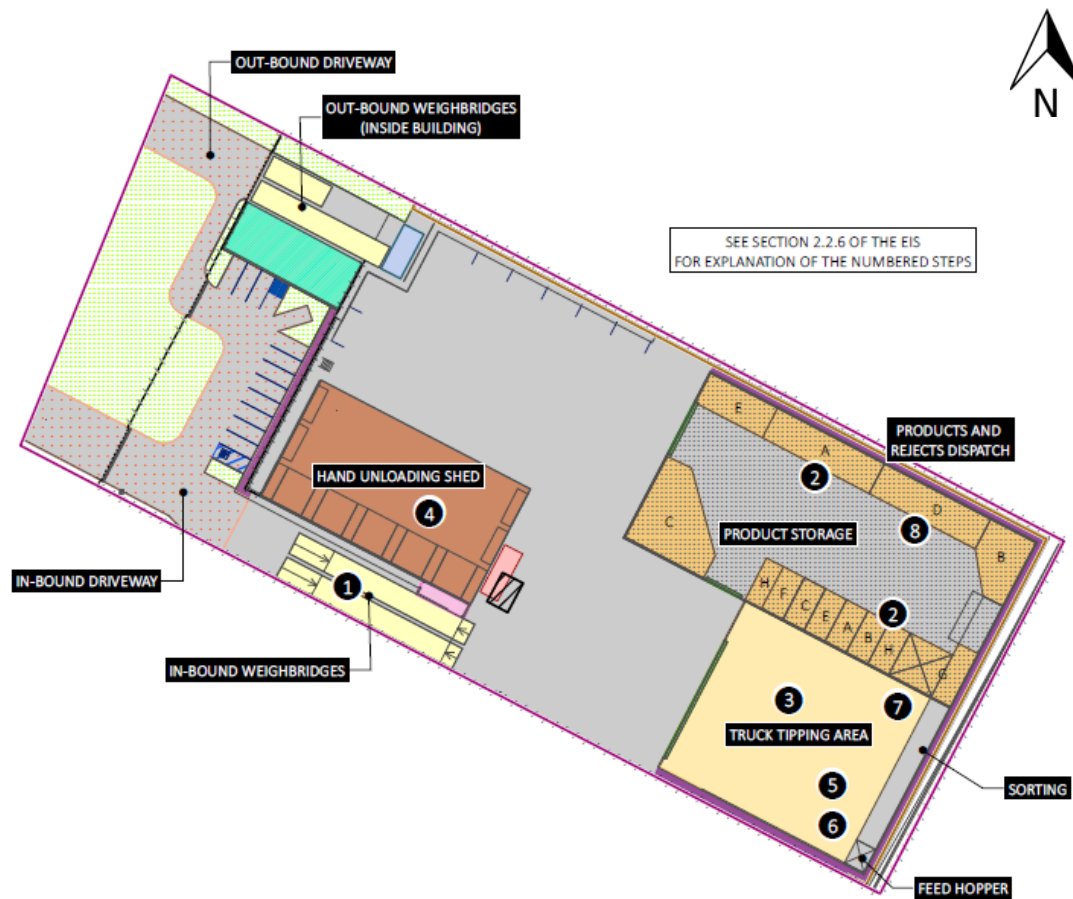 N
OUT-BOUND DRIVEWAY
OUT-BOUND WEIGHBRIDGES
(INSIDE BUILDING)
SEE SECTION 2.2.6 OF THE EIS
FOR EXPLANATION OF THE NUMBERED STEPS
E
A
PRODUCTS AND
REJECTS DISPATCH
2
HAND UNLOADING SHED
4
D
C
PRODUCT STORAGE
8
B
IN-BOUND DRIVEWAY
1
H
F
C
E
A
B
H
G
2
IN-BOUND WEIGHBRIDGES
3
7
TRUCK TIPPING AREA
5
SORTING
6
FEED HOPPER